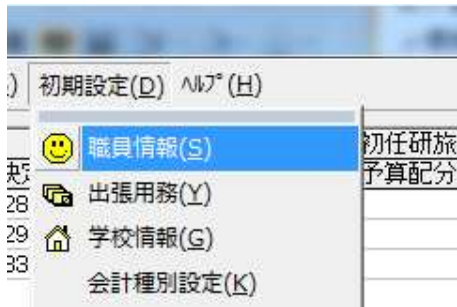 ) 初期設定(D) ﾍﾙﾌﾟ(H)
職員情報(S)
初任研旅
予算配分
28
出張用務(Y)
29
学校情報(G)
33
会計種別設定(K)